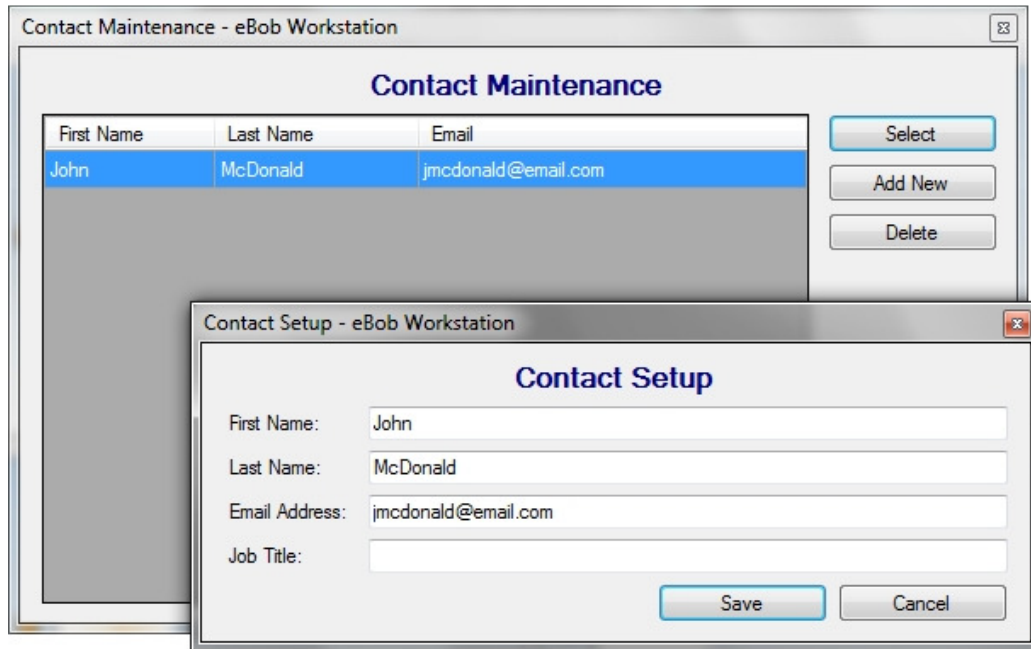 Contact Maintenance - eBob Workstation
Contact Maintenance
First Name Last Name Email
John McDonald jmcdonald@email.com
Select
Add New
Delete
Contact Setup - eBob Workstation
Contact Setup
First Name: John
Last Name: McDonald
Email Address: jmcdonald@email.com
Job Title:
Save Cancel